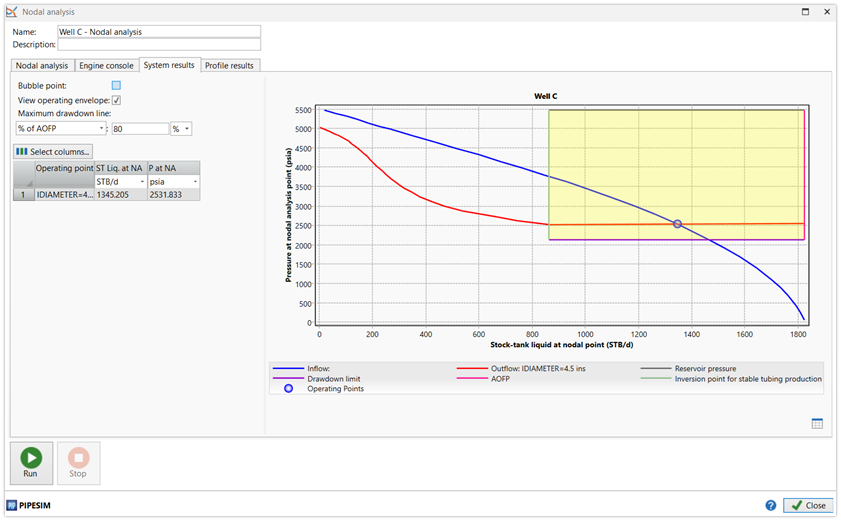 Nodal analysis
Name: Well C - Nodal analysis
Description:
Nodal analysis Engine console System results Profile results
Bubble point:
View operating envelope:
Maximum drawdown line:
% of AOFP : 80 %
Select columns...
Operating point ST Liq. at NA P at NA
STB/d psia
1 IDIAMETER=4... 1345.205 2531.833
Well C
Pressure at nodal analysis point (psia)
5500
5000
4500
4000
3500
3000
2500
2000
1500
1000
500
0
0 200 400 600 800 1000 1200 1400 1600 1800
Stock-tank liquid at nodal point (STB/d)
Inflow: Outflow: IDIAMETER=4.5 ins Reservoir pressure
Drawdown limit AOFP Inversion point for stable tubing production
Operating Points
Run Stop
PIPESIM ? Close